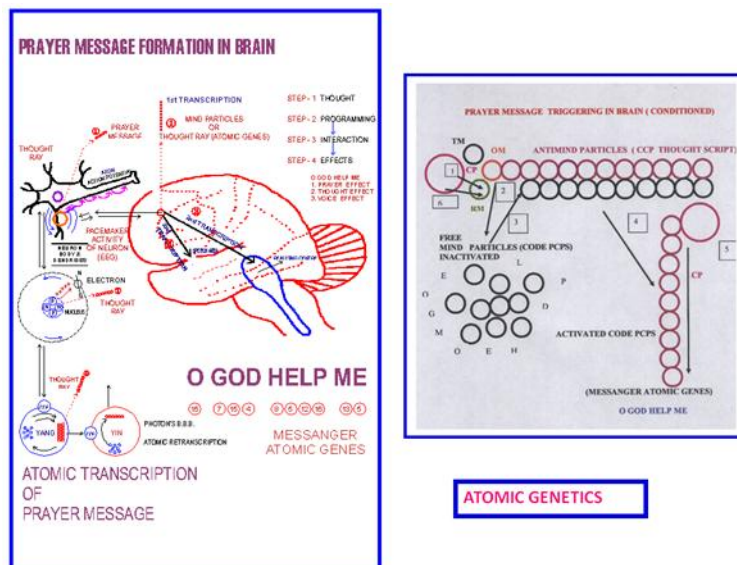 PRAYER MESSAGE FORMATION IN BRAIN
1st TRANSCRIPTION
MIND PARTICLES
OR
THOUGHT RAY (ATOMIC GENES)
STEP - 1 THOUGHT
STEP - 2 PROGRAMMING
STEP - 3 INTERACTION
STEP - 4 EFFECTS
O GOD HELP ME
1. PRAYER EFFECT
2. THOUGHT EFFECT
3. VOICE EFFECT
PRAYER
MESSAGE
THOUGHT
RAY
PACEMAKER
ACTIVITY
OF NEURON
(EEG)
2nd TRANSCRIPTION
ELECTRON
NUCLEUS
THOUGHT
RAY
THOUGHT
RAY
YANG
YIN
PHOTON'S B.B.B.
ATOMIC RETRANSCRIPTION
O GOD HELP ME
15 7 15 4 8 5 12 16 13 5
MESSANGER
ATOMIC GENES
ATOMIC TRANSCRIPTION
OF
PRAYER MESSAGE
PRAYER MESSAGE TRIGGERING IN BRAIN ( CONDITIONED)
TM
OM
ANTIMIND PARTICLES (CCP THOUGHT SCRIPT)
1
CP
2
6
RM
3
4
5
FREE
MIND PARTICLES (CODE PCPS)
INACTIVATED
CP
E
L
P
O
D
G
M
O
E
H
ACTIVATED CODE PCPS
(MESSANGER ATOMIC GENES)
O GOD HELP ME
ATOMIC GENETICS